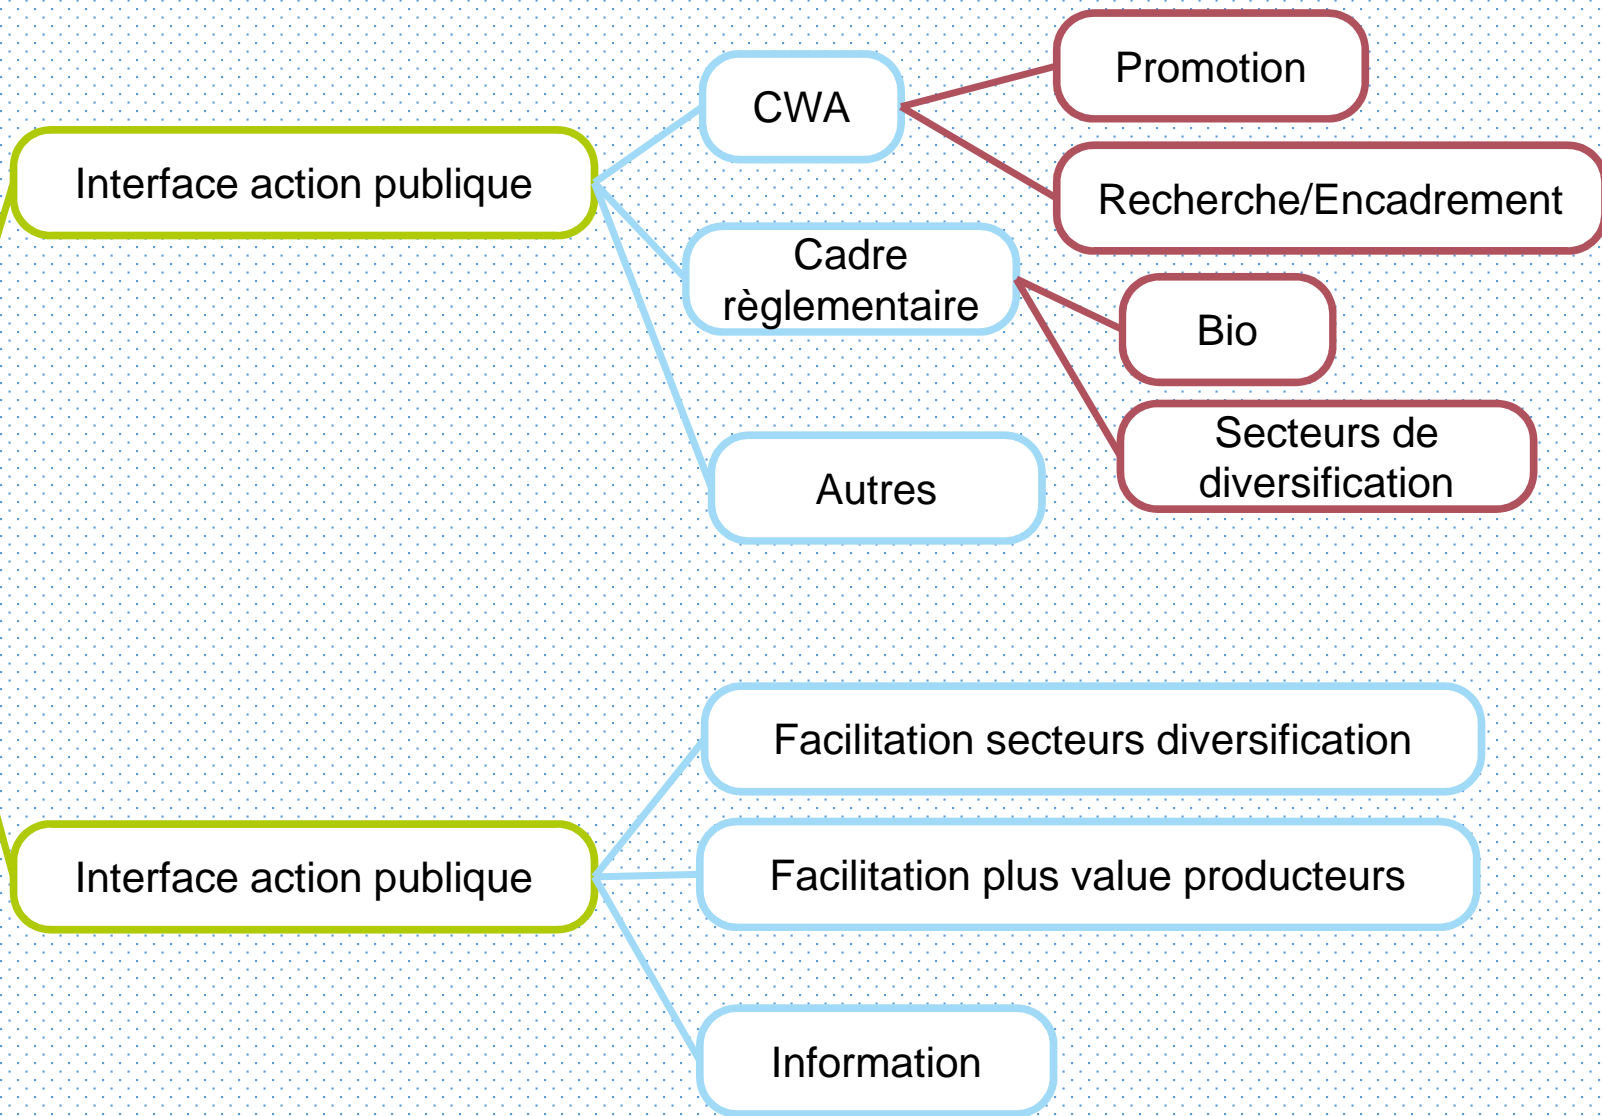 Interface action publique
CWA
Promotion
Recherche/Encadrement
Cadre
règlementaire
Bio
Secteurs de
diversification
Autres
Interface action publique
Facilitation secteurs diversification
Facilitation plus value producteurs
Information